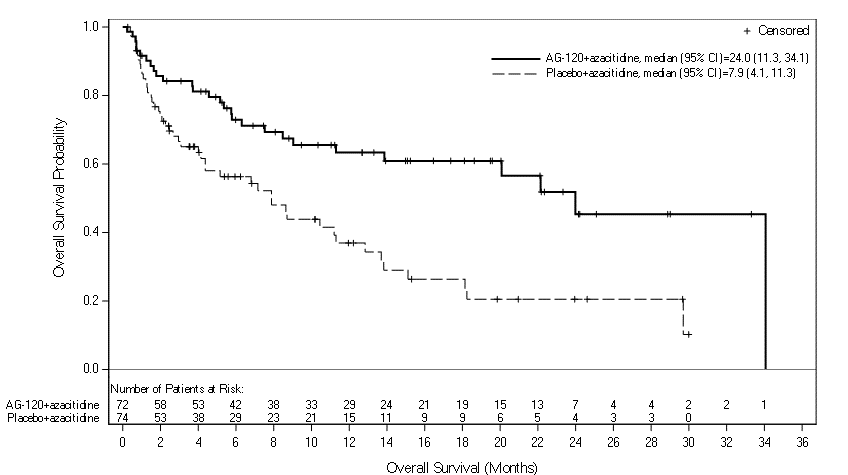 + Censored
AG-120+azacitidine, median (95% CI)=24.0 (11.3, 34.1)
Placebo+azacitidine, median (95% CI)=7.9 (4.1, 11.3)
Overall Survival Probability
1.0
0.8
0.6
0.4
0.2
0.0
Number of Patients at Risk:
AG-120+azacitidine 72 58 53 42 38 33 29 24 21 19 15 13 7 4 4 2 2 1
Placebo+azacitidine 74 53 38 29 23 21 15 11 9 9 6 5 4 3 3 0
0 2 4 6 8 10 12 14 16 18 20 22 24 26 28 30 32 34 36
Overall Survival (Months)